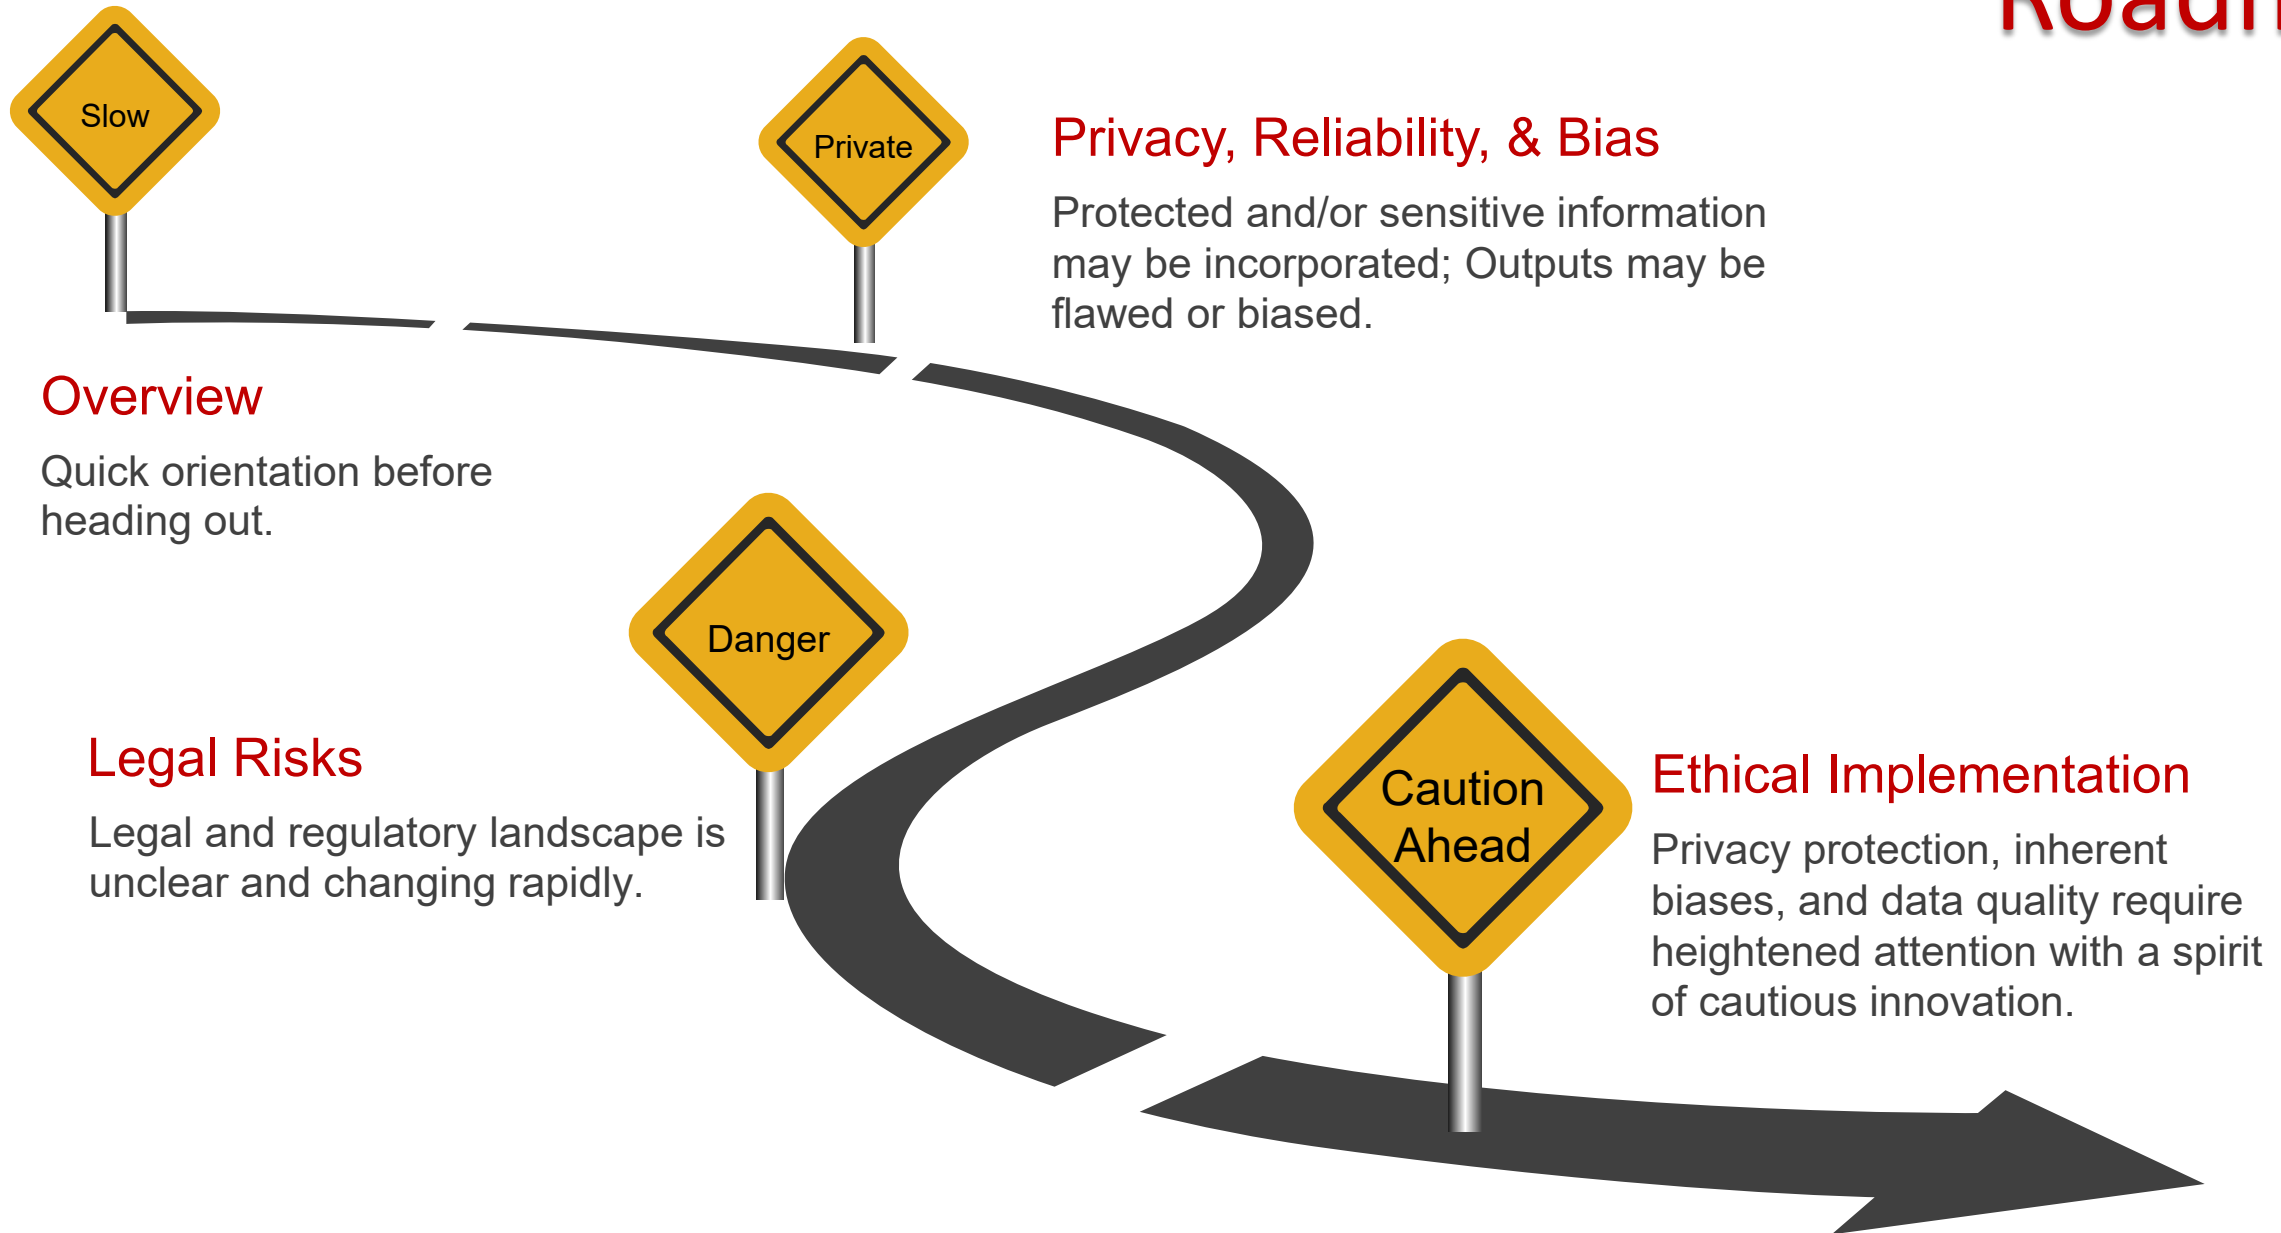 Slow
Private
Privacy, Reliability, & Bias
Protected and/or sensitive information
may be incorporated; Outputs may be
flawed or biased.
Overview
Quick orientation before
heading out.
Danger
Legal Risks
Legal and regulatory landscape is
unclear and changing rapidly.
Caution
Ahead
Ethical Implementation
Privacy protection, inherent
biases, and data quality require
heightened attention with a spirit
of cautious innovation.